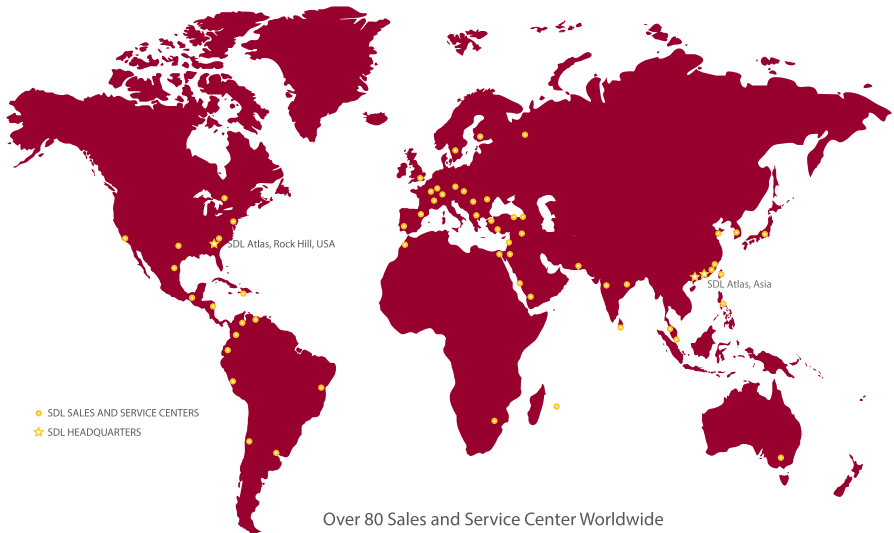 SDL Atlas, Rock Hill, USA
SDL Atlas, Asia
SDL SALES AND SERVICE CENTERS
SDL HEADQUARTERS
Over 80 Sales and Service Center Worldwide